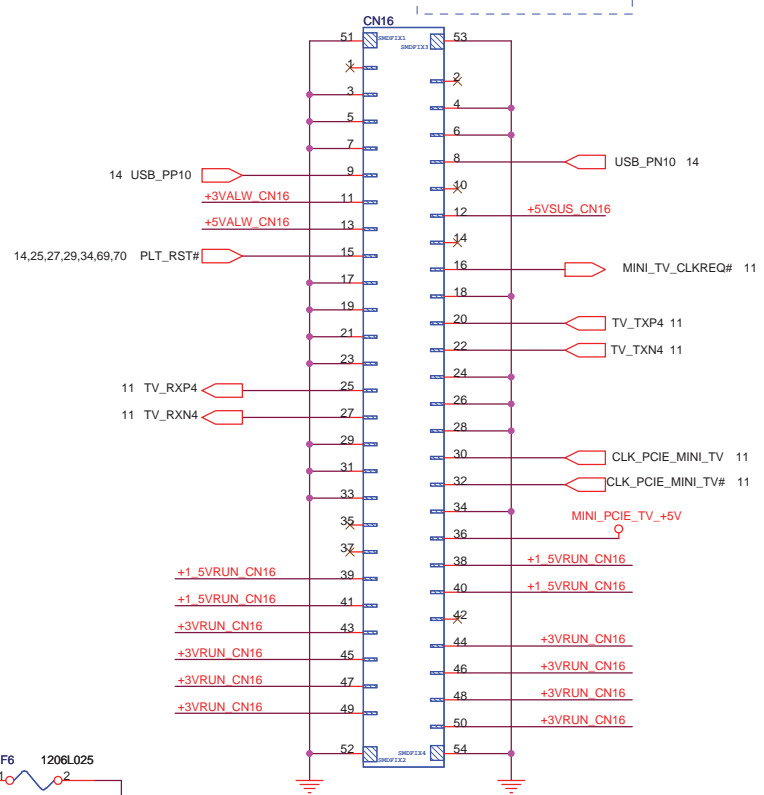 CN16
51 SMDFIX1 SMDFIX3 53
1
2
3
4
5
6
7
14 USB_PP10 9
8 USB_PN10 14
10
+3VALW_CN16 11
12 +5VSUS_CN16
+5VALW_CN16 13
14
14,25,27,29,34,69,70 PLT_RST# 15
16 MINI_TV_CLKREQ# 11
17
18
19
20 TV_TXP4 11
21
22 TV_TXN4 11
23
24
11 TV_RXP4 25
26
11 TV_RXN4 27
28
29
30 CLK_PCIE_MINI_TV 11
31
32 CLK_PCIE_MINI_TV# 11
33
34
MINI_PCIE_TV_+5V
35
36
37
38 +1_5VRUN_CN16
+1_5VRUN_CN16 39
40 +1_5VRUN_CN16
+1_5VRUN_CN16 41
42
+3VRUN_CN16 43
44 +3VRUN_CN16
+3VRUN_CN16 45
46 +3VRUN_CN16
+3VRUN_CN16 47
48 +3VRUN_CN16
+3VRUN_CN16 49
50 +3VRUN_CN16
52 SMDFIX2 SMDFIX4 54
F6 1206L025
1 2